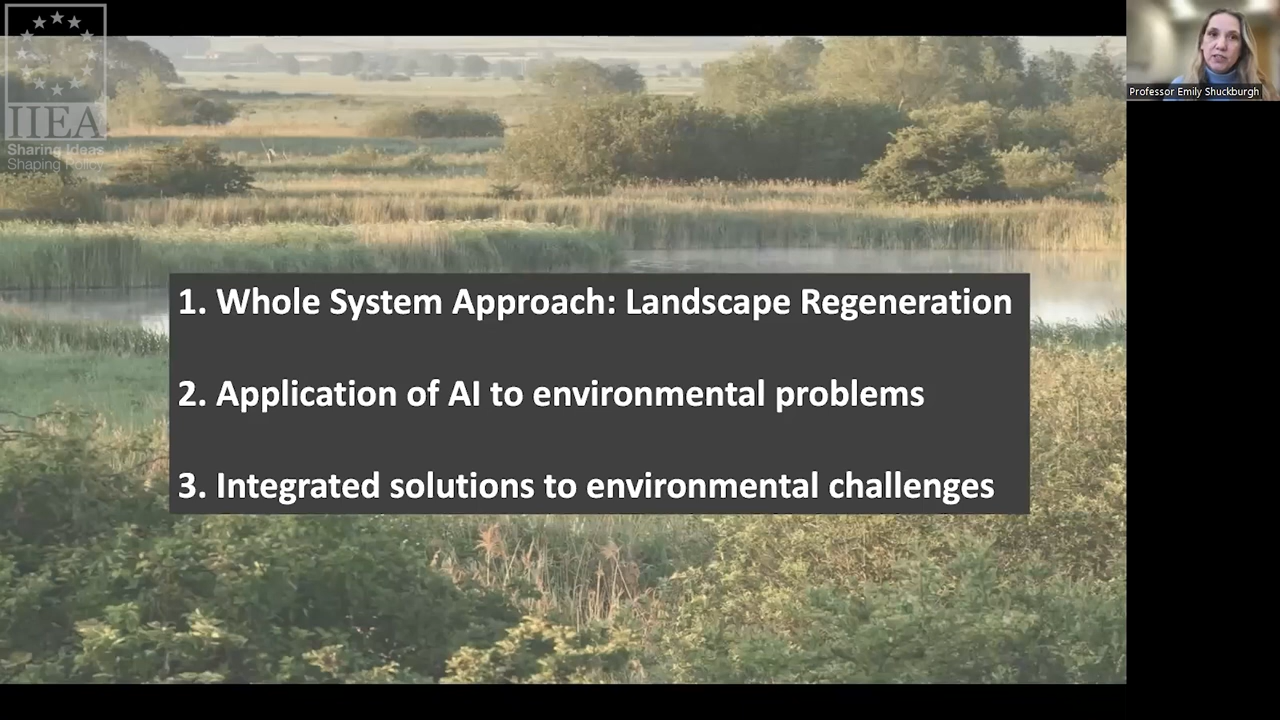 IIEA
Sharing Ideas
Shaping Policy
Professor Emily Shuckburgh
1. Whole System Approach: Landscape Regeneration
2. Application of AI to environmental problems
3. Integrated solutions to environmental challenges